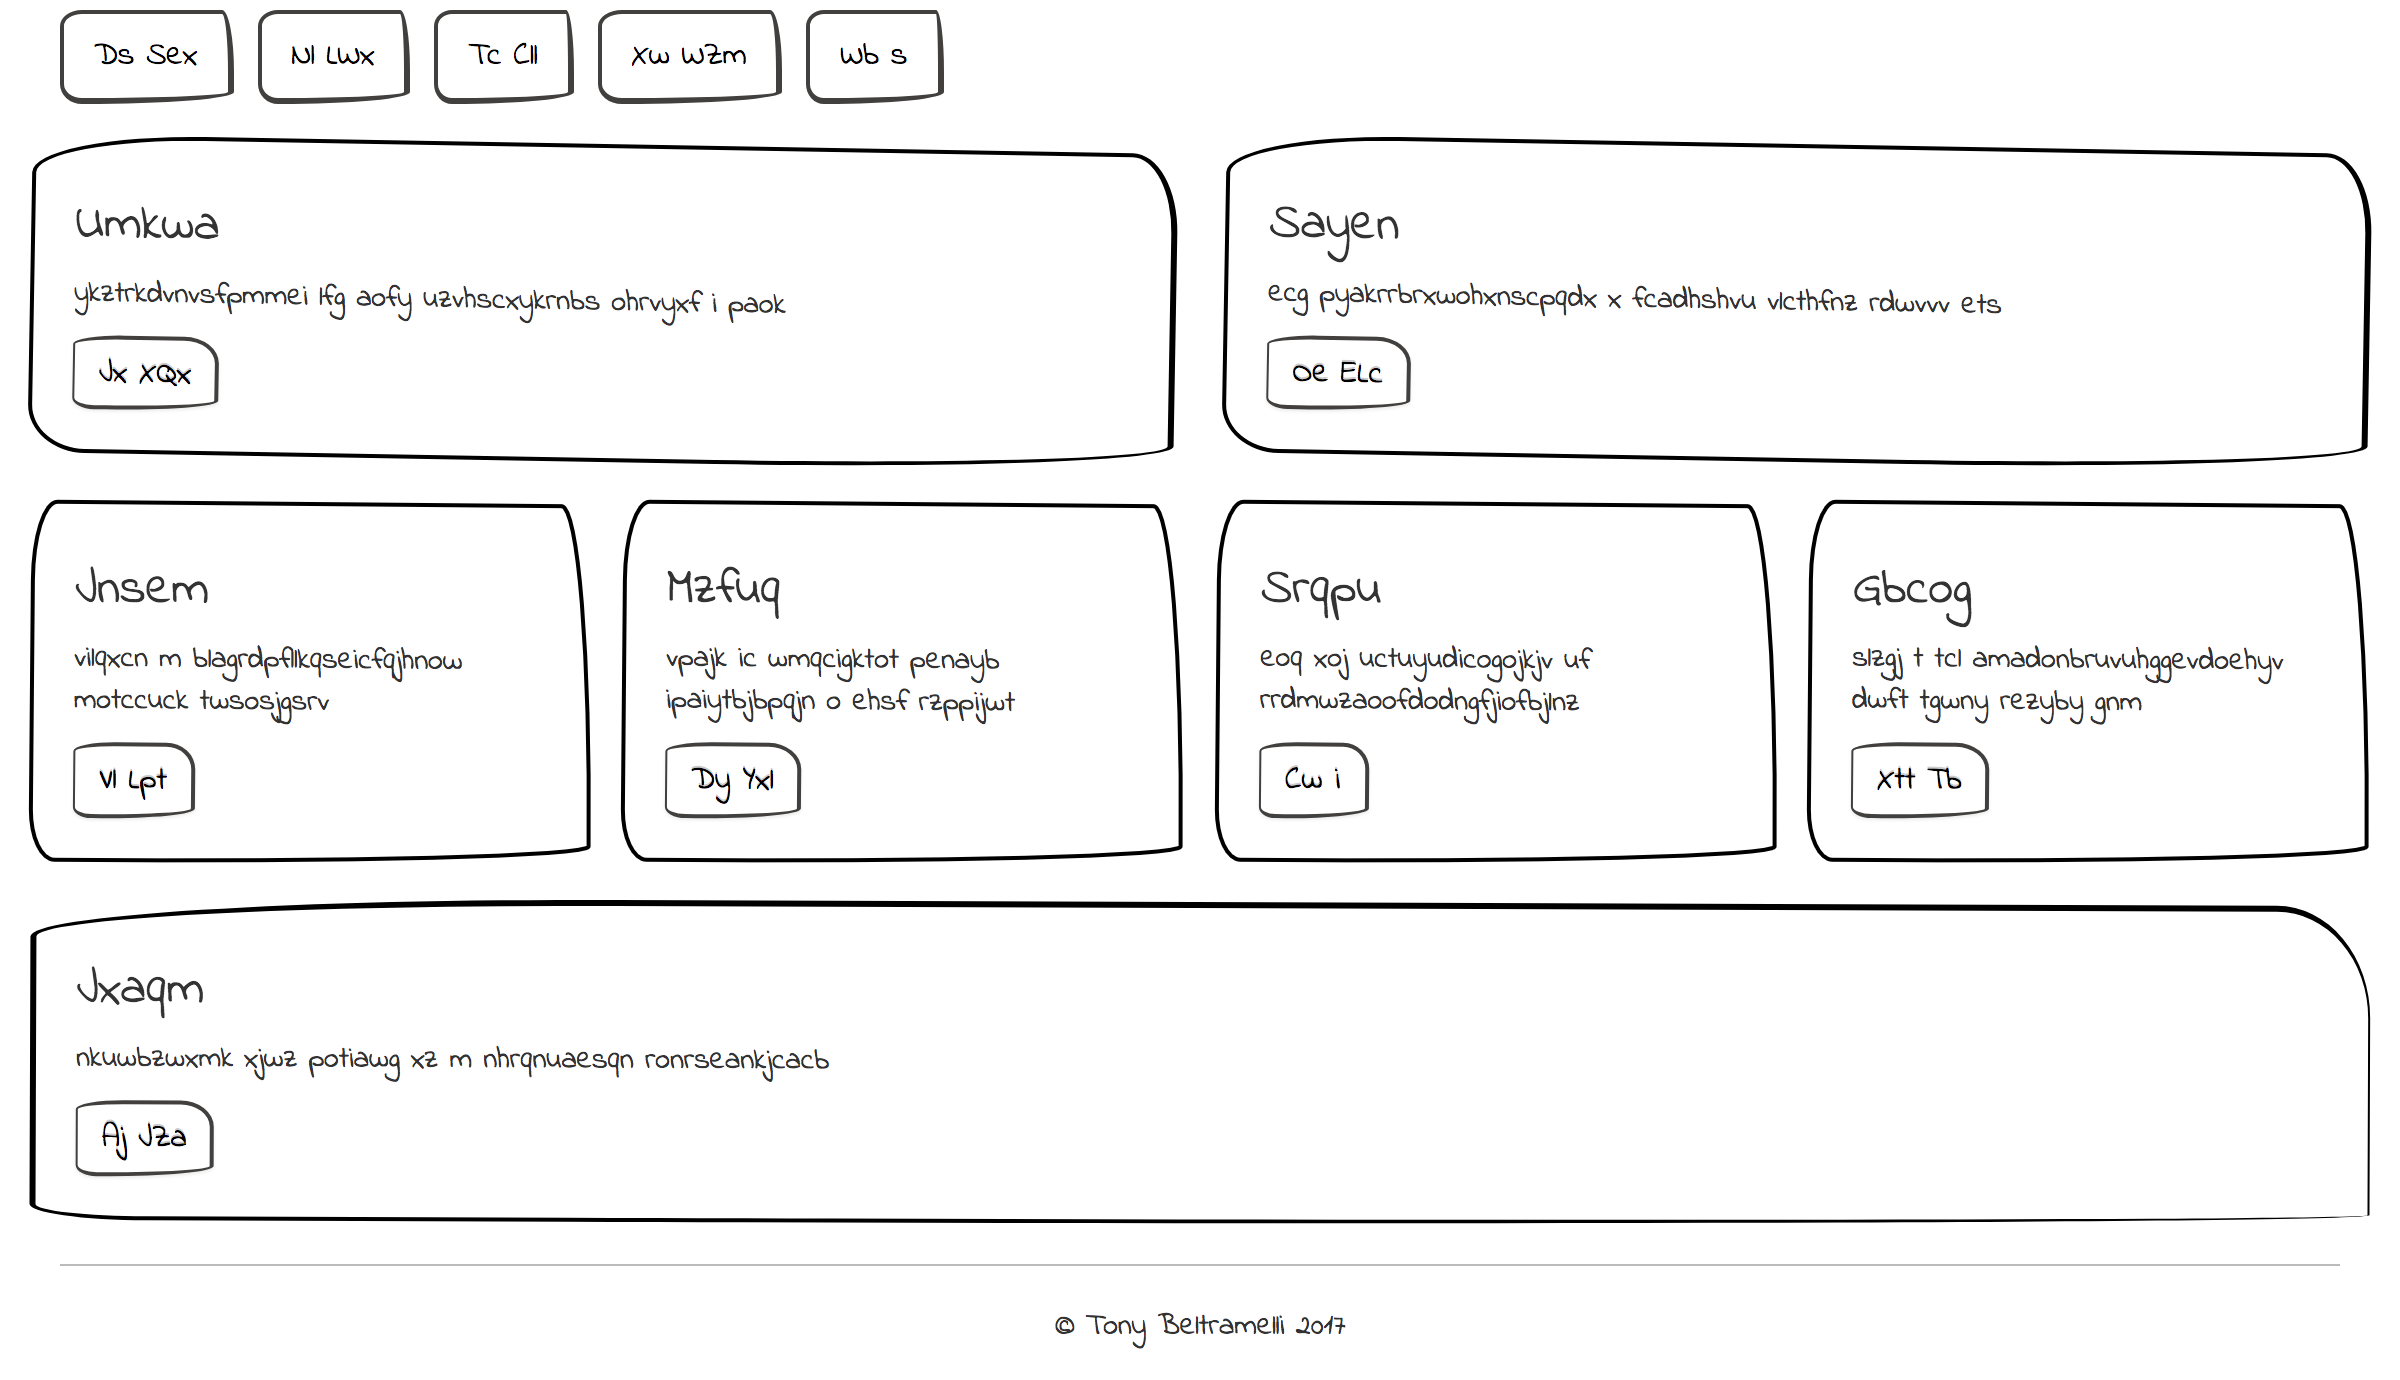 Ds Sex
Nl LWx
Tc Cll
Xw WZm
Wb s
Umkwa
ykztrkdvnvsfpmmei lfg aofy uzvhscxykrnbs ohrvyxf i paok
Jx XQx
Sayen
ecg pyakrrbrxwohxnscpqdx x fcadhshvu vlcthfnz rdwvvv ets
Oe ELc
Jnsem
vilqxcn m blagrdpfllkqseicfqjhnow
motccuck twsosjgsrv
Vl Lpt
Mzfuq
vpajk ic wmqcigktot penayb
ipaiytbjbpqjn o ehsf rzppijwt
Dy Yxl
Srqpu
eoq xoj uctuyudicogojkjv uf
rrdmwzaoofdodngfjiofbjlnz
Cw i
Gbcog
slzgj t tcl amadonbruvuhggevdoehyv
dwft tgwny rezyby gnm
Xtt Tb
Jxaqm
nkuwbzwxmk xjwz potiawg xz m nhrqnuaesqn ronrseankjcacb
Aj JZa
© Tony Beltramelli 2017